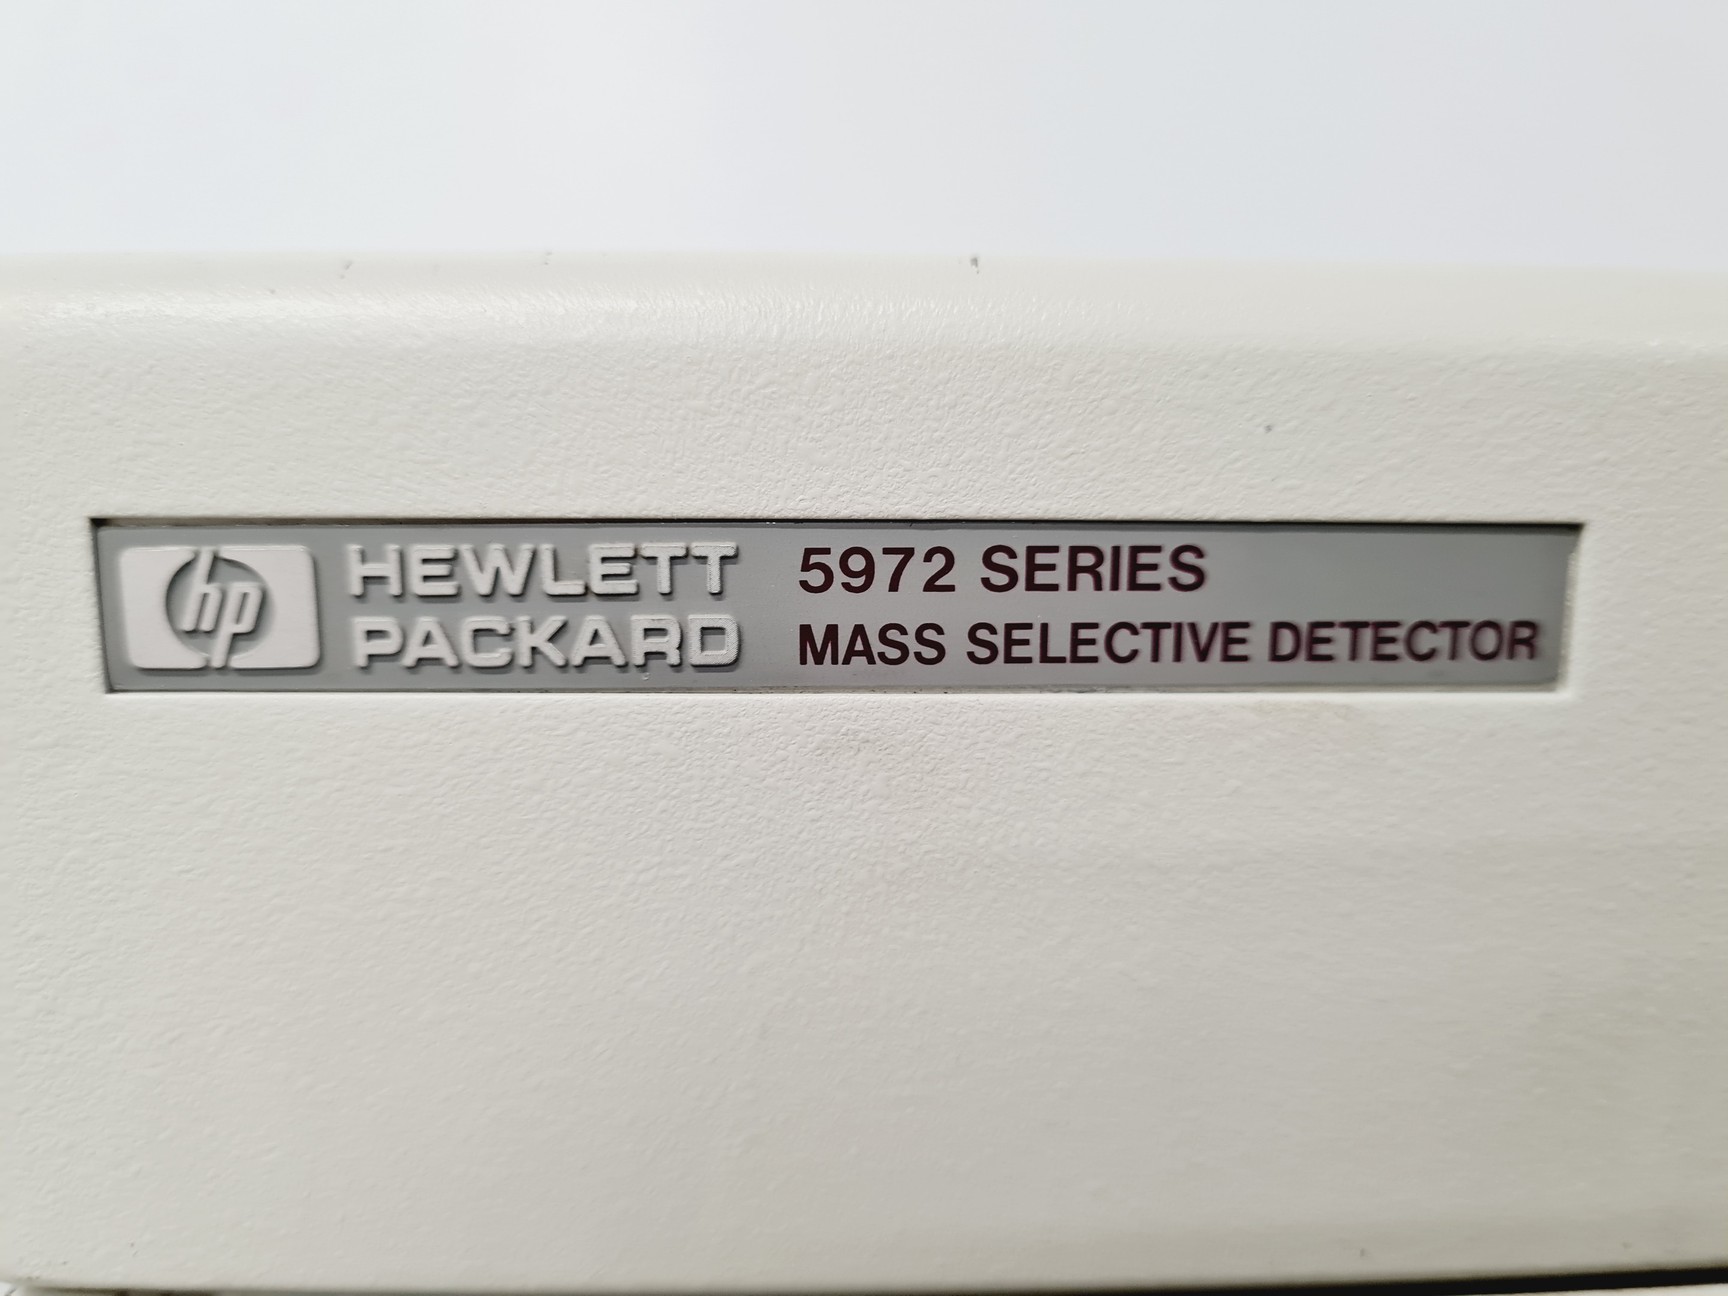 hp HEWLETT PACKARD
5972 SERIES
MASS SELECTIVE DETECTOR